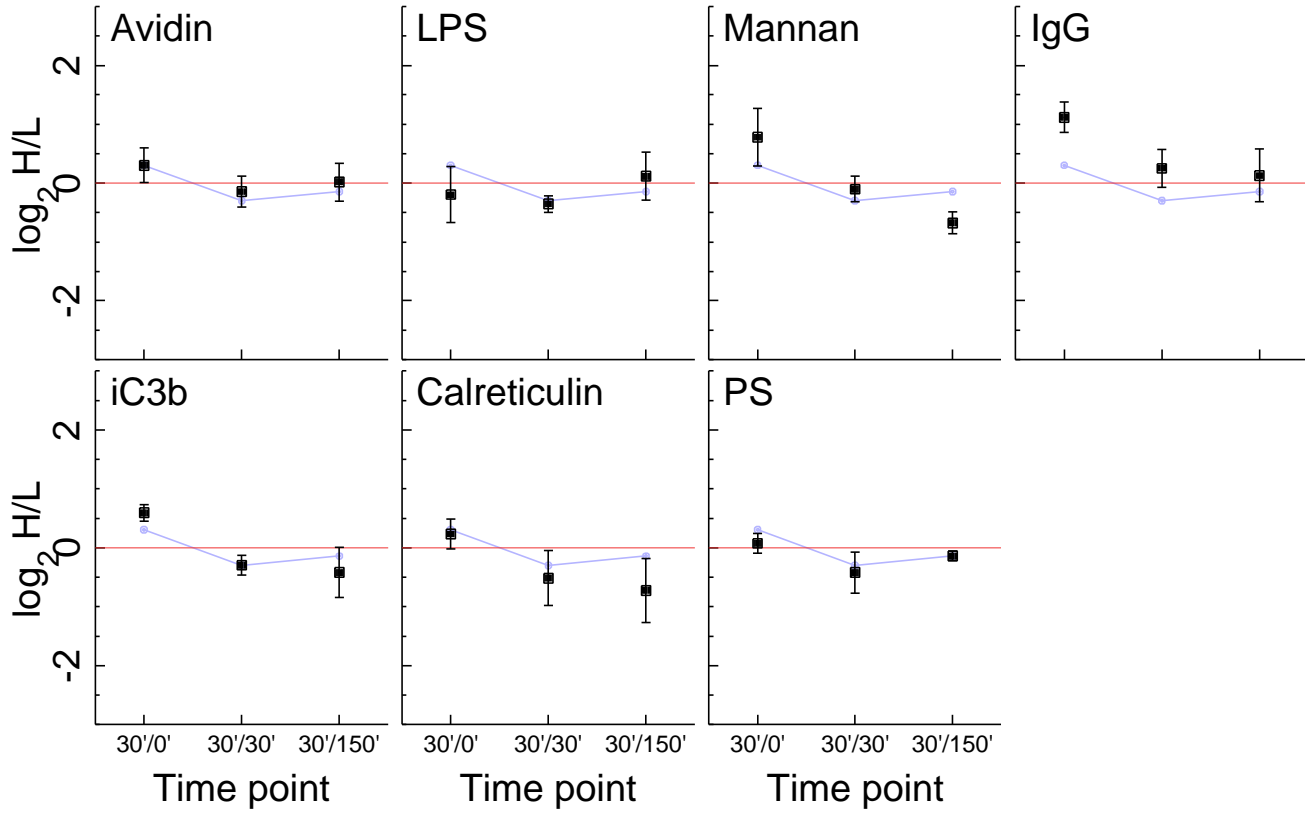 Avidin LPS Mannan IgG
2
0
-2
log2 H/L
iC3b Calreticulin PS
2
0
-2
log2 H/L
30'/0' 30'/30' 30'/150' 30'/0' 30'/30' 30'/150' 30'/0' 30'/30' 30'/150'
Time point Time point Time point